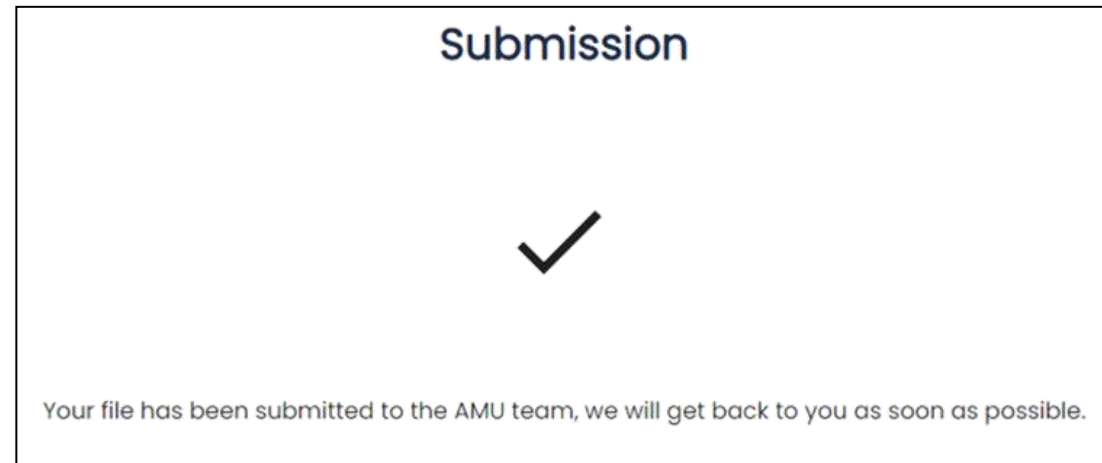 Submission
Your file has been submitted to the AMU team, we will get back to you as soon as possible.